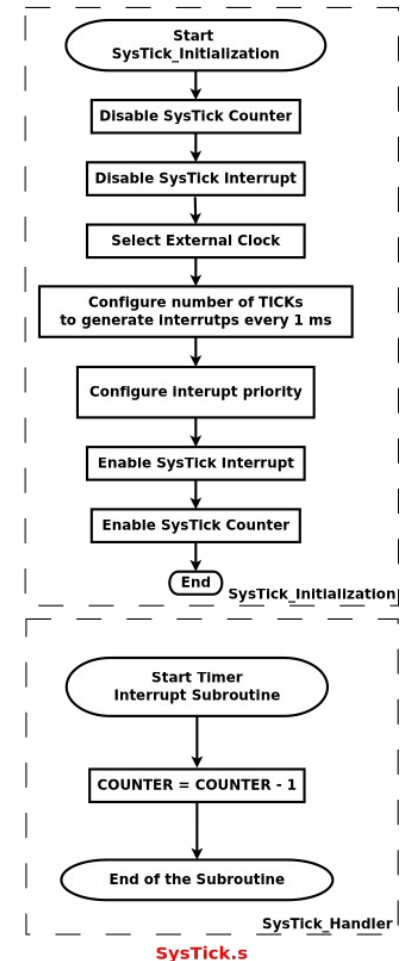 Start
SysTick_Initialization
Disable SysTick Counter
Disable SysTick Interrupt
Select External Clock
Configure number of TICKs
to generate interrutps every 1 ms
Configure interupt priority
Enable SysTick Interrupt
Enable SysTick Counter
End
SysTick_Initialization
Start Timer
Interrupt Subroutine
COUNTER = COUNTER - 1
End of the Subroutine
SysTick_Handler
SysTick.s